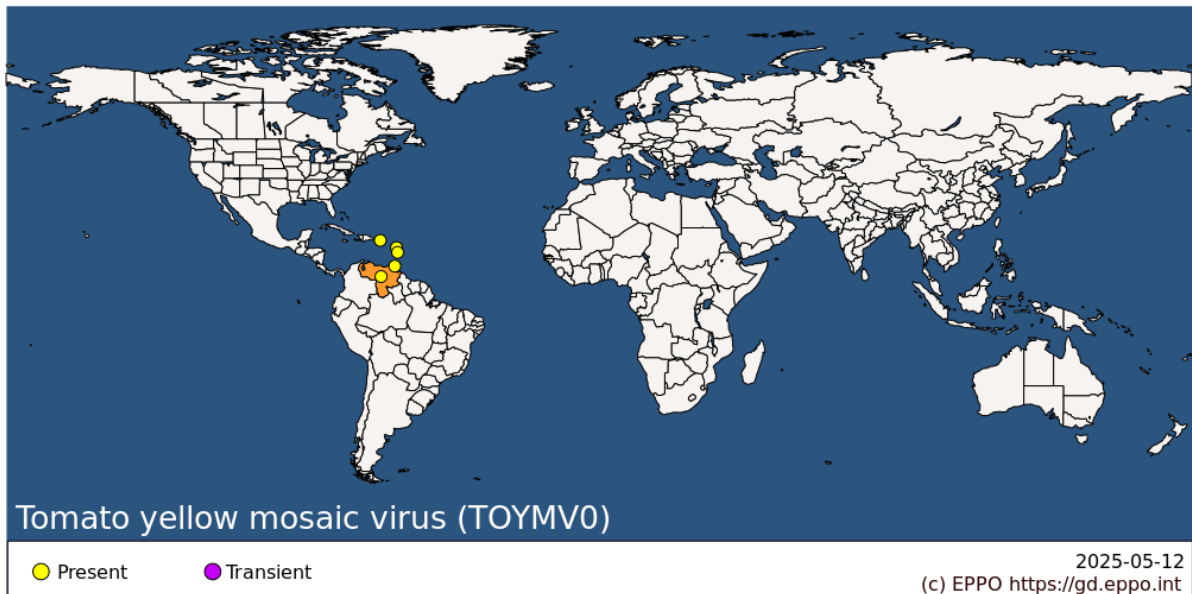 Tomato yellow mosaic virus (TOYMV0)
Present
Transient
2025-05-12
(c) EPPO https://gd.eppo.int